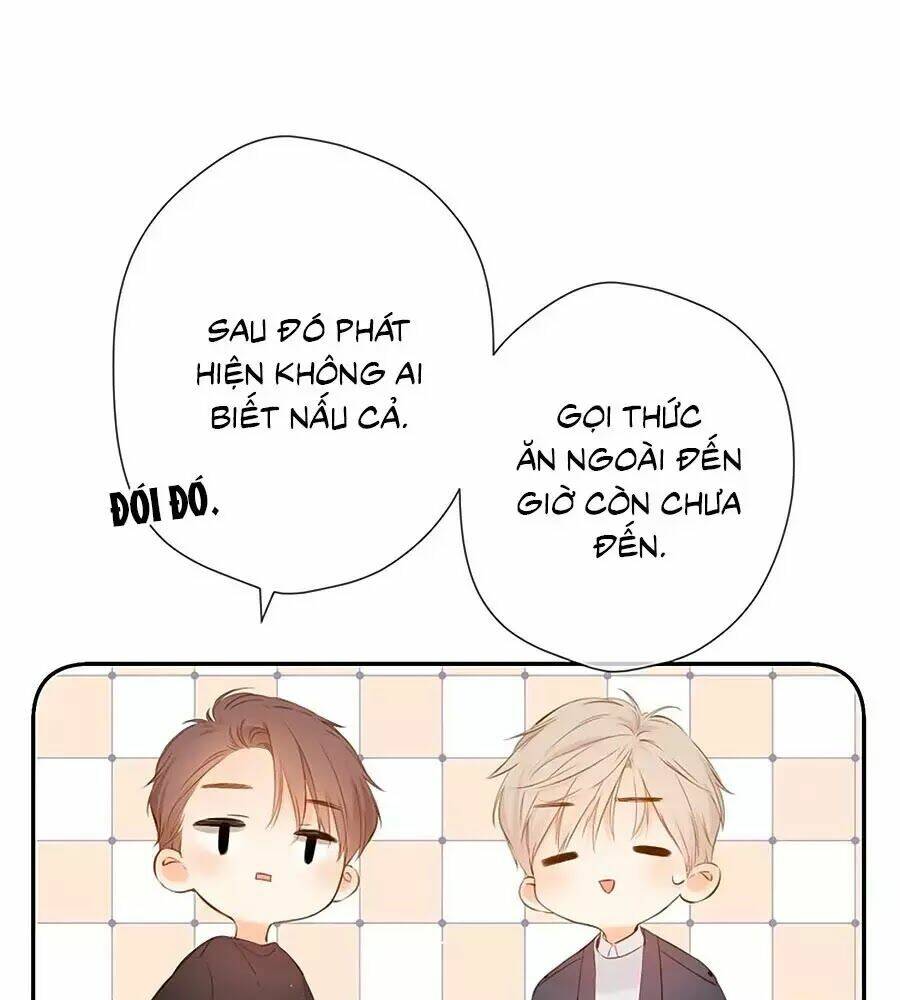 SAU ĐÓ PHÁT
HIỆN KHÔNG AI
BIẾT NẤU CẢ.
ĐÓI ĐÓ.
GỌI THỨC
ĂN NGOÀI ĐẾN
GIỜ CÒN CHƯA
ĐẾN.